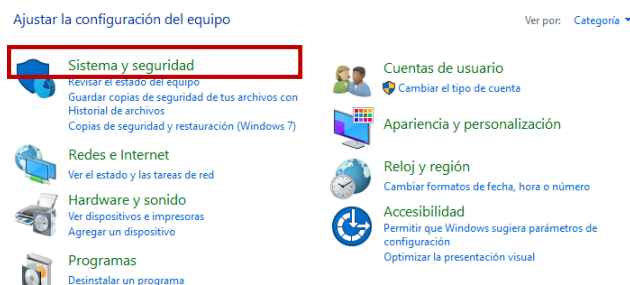 Ajustar la configuración del equipo
Ver por: Categoría
Sistema y seguridad
Revisar el estado del equipo
Guardar copias de seguridad de tus archivos con
Historial de archivos
Copias de seguridad y restauración (Windows 7)
Redes e Internet
Ver el estado y las tareas de red
Hardware y sonido
Ver dispositivos e impresoras
Agregar un dispositivo
Programas
Desinstalar un programa
Cuentas de usuario
Cambiar el tipo de cuenta
Apariencia y personalización
Reloj y región
Cambiar formatos de fecha, hora o número
Accesibilidad
Permitir que Windows sugiera parámetros de
configuración
Optimizar la presentación visual